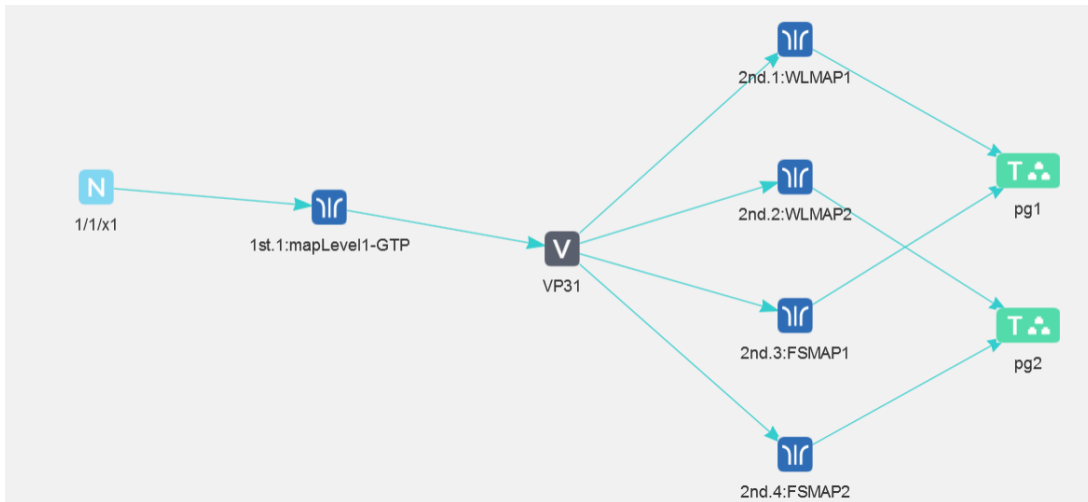 N
1/1/x1
1st.1:mapLevel1-GTP
V
VP31
2nd.1:WLMAP1
2nd.2:WLMAP2
2nd.3:FSMAP1
2nd.4:FSMAP2
T
pg1
T
pg2